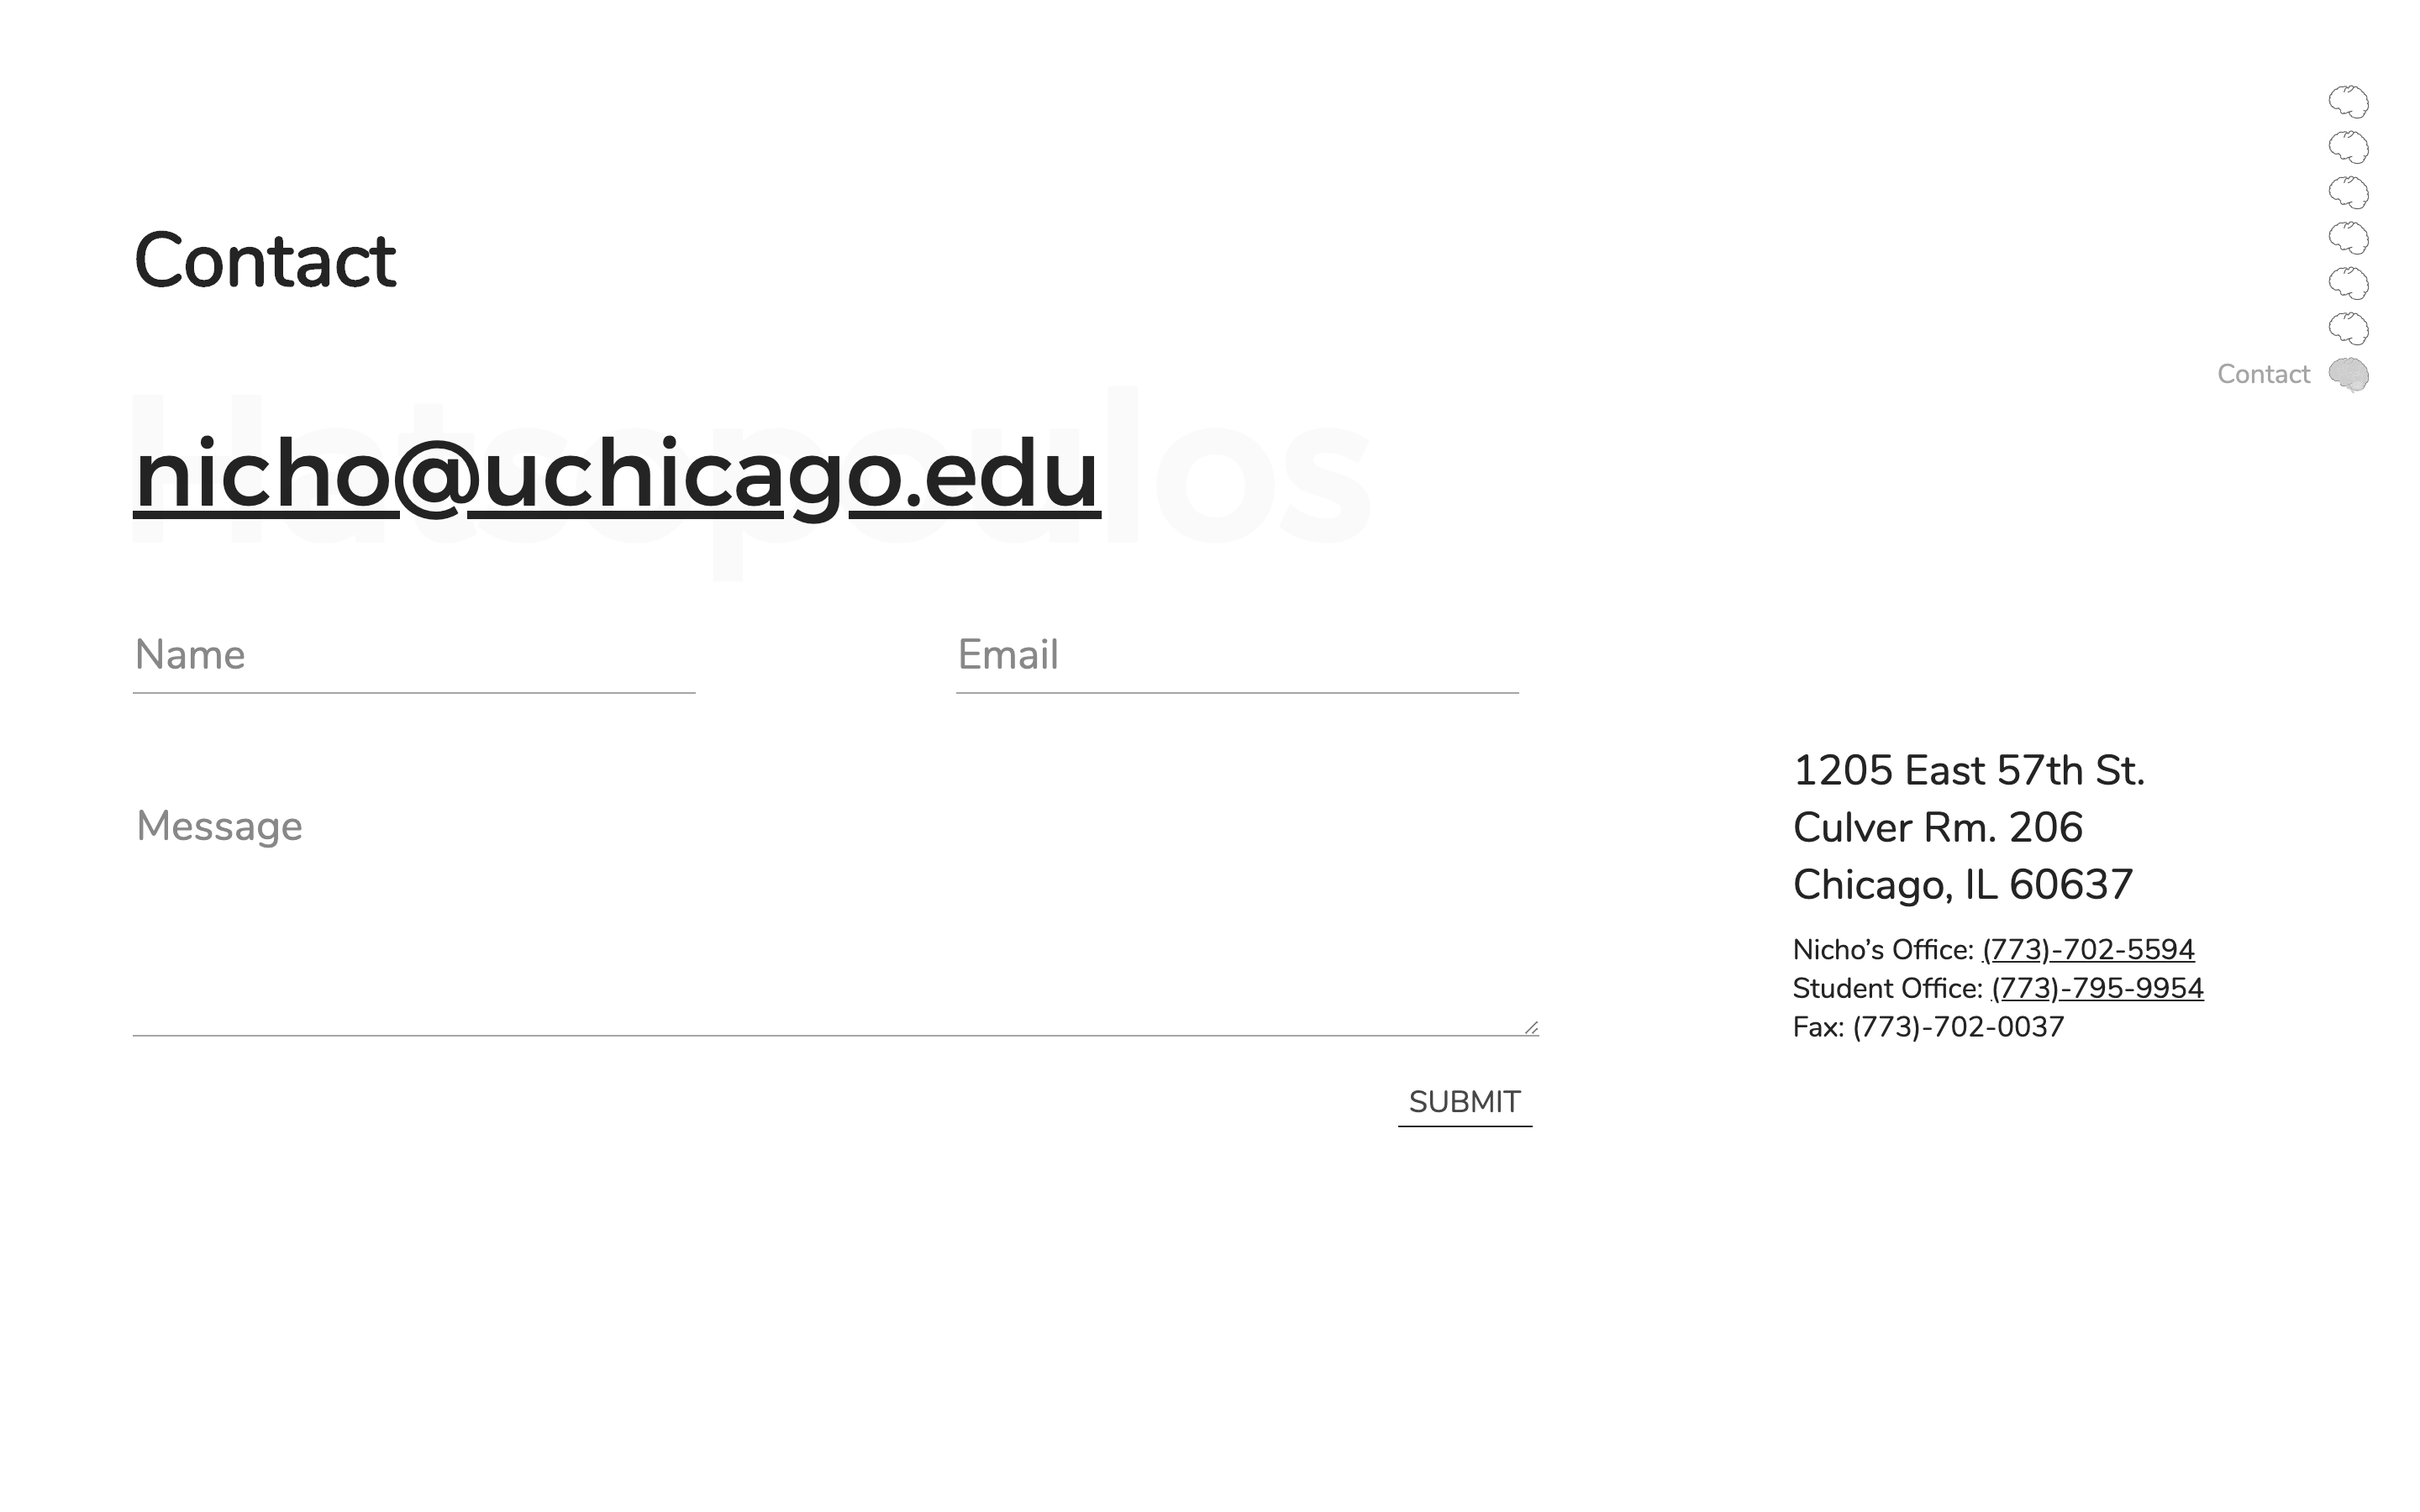 Contact
Contact
Hatsopoulos
nicho@uchicago.edu
Name
Email
Message
1205 East 57th St.
Culver Rm. 206
Chicago, IL 60637
Nicho’s Office: (773)-702-5594
Student Office: (773)-795-9954
Fax: (773)-702-0037
SUBMIT